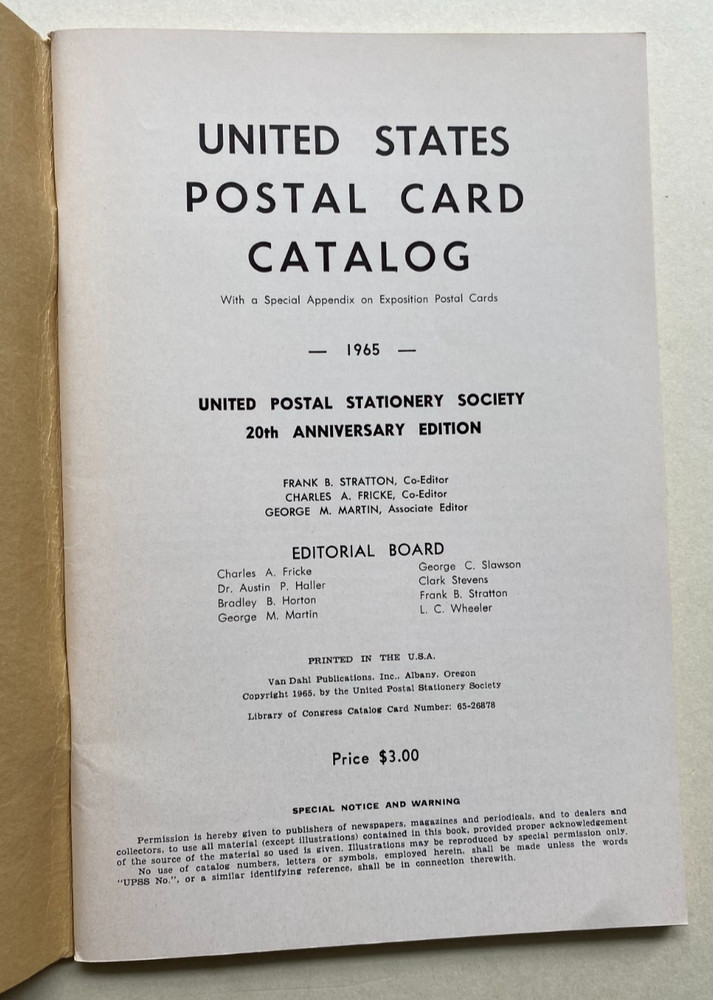 UNITED STATES
POSTAL CARD
CATALOG
With a Special Appendix on Exposition Postal Cards
— 1965 —
UNITED POSTAL STATIONERY SOCIETY
20th ANNIVERSARY EDITION
FRANK B. STRATTON, Co-Editor
CHARLES A. FRICKE, Co-Editor
GEORGE M. MARTIN, Associate Editor
EDITORIAL BOARD
Charles A. Fricke
Dr. Austin P. Haller
Bradley B. Horton
George M. Martin
George C. Slawson
Clark Stevens
Frank B. Stratton
L. C. Wheeler
PRINTED IN THE U.S.A.
Van Dahl Publications, Inc., Albany, Oregon
Copyright 1965, by the United Postal Stationery Society
Library of Congress Catalog Card Number: 65-26878
Price $3.00
SPECIAL NOTICE AND WARNING
Permission is hereby given to publishers of newspapers, magazines and periodicals, and to dealers and
collectors, to use all material (except illustrations) contained in this book, provided proper acknowledgement
of the source of the material so used is given. Illustrations may be reproduced by special permission only.
No use of catalog numbers, letters or symbols, employed herein, shall be made unless the words
"UPSS No.", or a similar identifying reference, shall be in connection therewith.